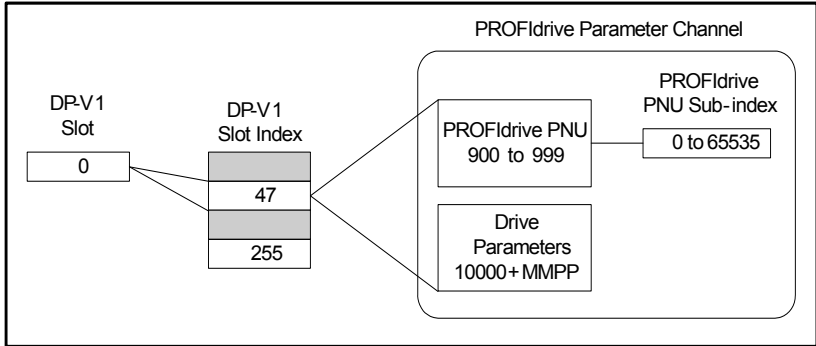 PROFIdrive Parameter Channel
DP-V1
Slot
0
DP-V1
Slot Index
47
255
PROFIdrive PNU
900 to 999
PROFIdrive
PNU Sub-index
0 to 65535
Drive
Parameters
10000+MMPP